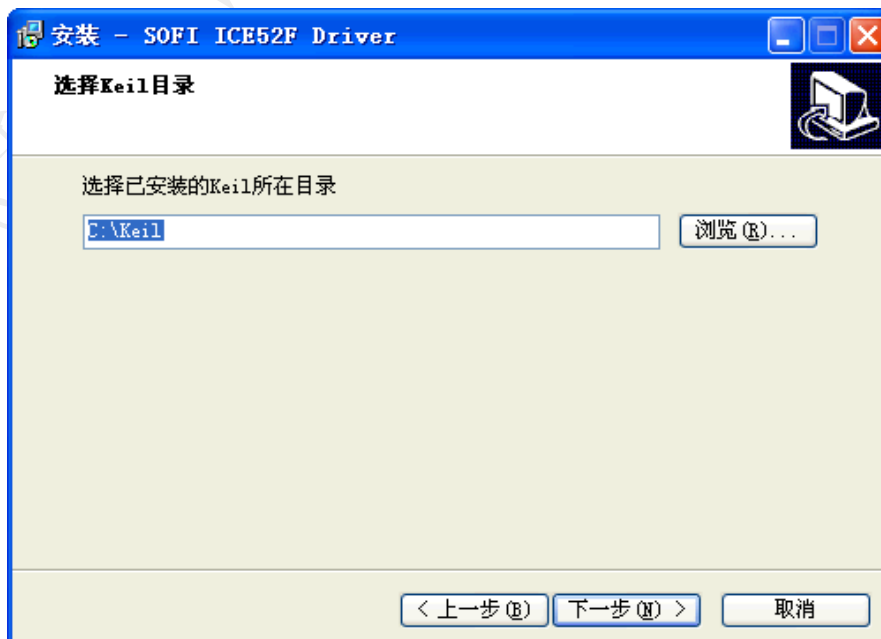 安装 - SOFI ICE52F Driver
选择Keil目录
选择已安装的Keil所在目录
C:\Keil
浏览(R)...
< 上一步(B)
下一步(N) >
取消